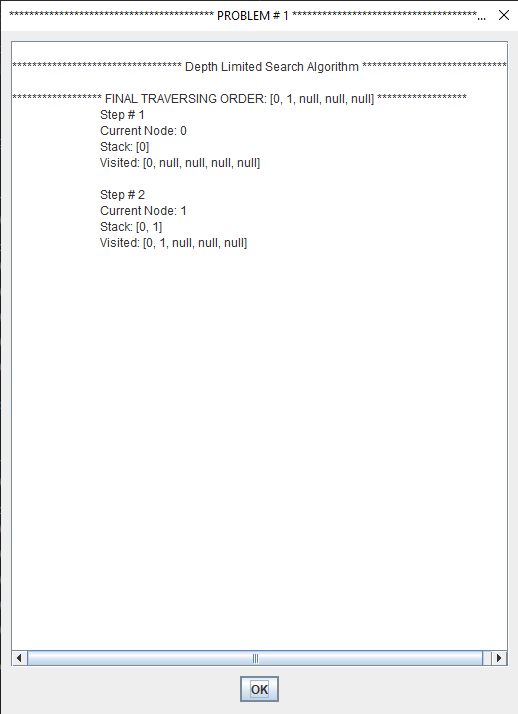 ***************************************** PROBLEM # 1 *************************************...
********************************** Depth Limited Search Algorithm *****************************
****************** FINAL TRAVERSING ORDER: [0, 1, null, null, null] ******************
Step # 1
Current Node: 0
Stack: [0]
Visited: [0, null, null, null, null]
Step # 2
Current Node: 1
Stack: [0, 1]
Visited: [0, 1, null, null, null]
OK